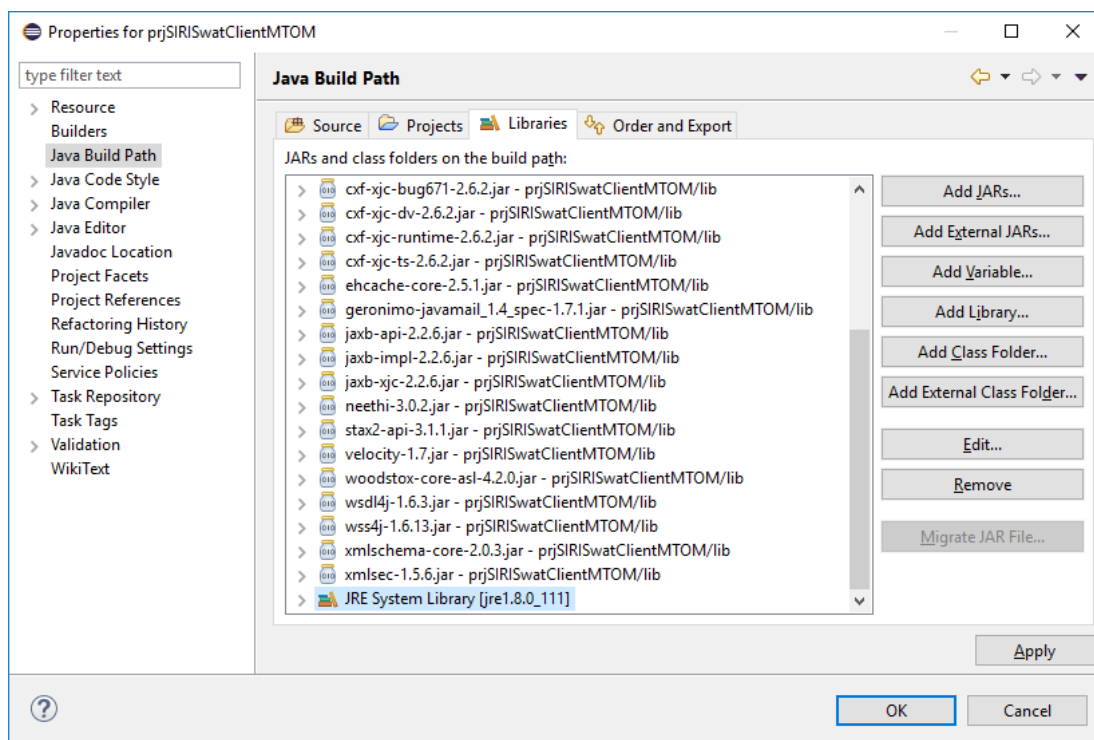 Properties for prjSIRISwatClientMTOM
type filter text
Resource
Builders
Java Build Path
Java Code Style
Java Compiler
Java Editor
Javadoc Location
Project Facets
Project References
Refactoring History
Run/Debug Settings
Service Policies
Task Repository
Task Tags
Validation
WikiText
Java Build Path
Source
Projects
Libraries
Order and Export
JARs and class folders on the build path:
cxf-xjc-bug671-2.6.2.jar - prjSIRISwatClientMTOM/lib
cxf-xjc-dv-2.6.2.jar - prjSIRISwatClientMTOM/lib
cxf-xjc-runtime-2.6.2.jar - prjSIRISwatClientMTOM/lib
cxf-xjc-ts-2.6.2.jar - prjSIRISwatClientMTOM/lib
ehcache-core-2.5.1.jar - prjSIRISwatClientMTOM/lib
geronimo-javamail_1.4_spec-1.7.1.jar - prjSIRISwatClientMTOM/lib
jaxb-api-2.2.6.jar - prjSIRISwatClientMTOM/lib
jaxb-impl-2.2.6.jar - prjSIRISwatClientMTOM/lib
jaxb-xjc-2.2.6.jar - prjSIRISwatClientMTOM/lib
neethi-3.0.2.jar - prjSIRISwatClientMTOM/lib
stax2-api-3.1.1.jar - prjSIRISwatClientMTOM/lib
velocity-1.7.jar - prjSIRISwatClientMTOM/lib
woodstox-core-asl-4.2.0.jar - prjSIRISwatClientMTOM/lib
wsdl4j-1.6.3.jar - prjSIRISwatClientMTOM/lib
wss4j-1.6.13.jar - prjSIRISwatClientMTOM/lib
xmlschema-core-2.0.3.jar - prjSIRISwatClientMTOM/lib
xmlsec-1.5.6.jar - prjSIRISwatClientMTOM/lib
JRE System Library [jre1.8.0_111]
Add JARs...
Add External JARs...
Add Variable...
Add Library...
Add Class Folder...
Add External Class Folder...
Edit...
Remove
Migrate JAR File...
Apply
OK
Cancel